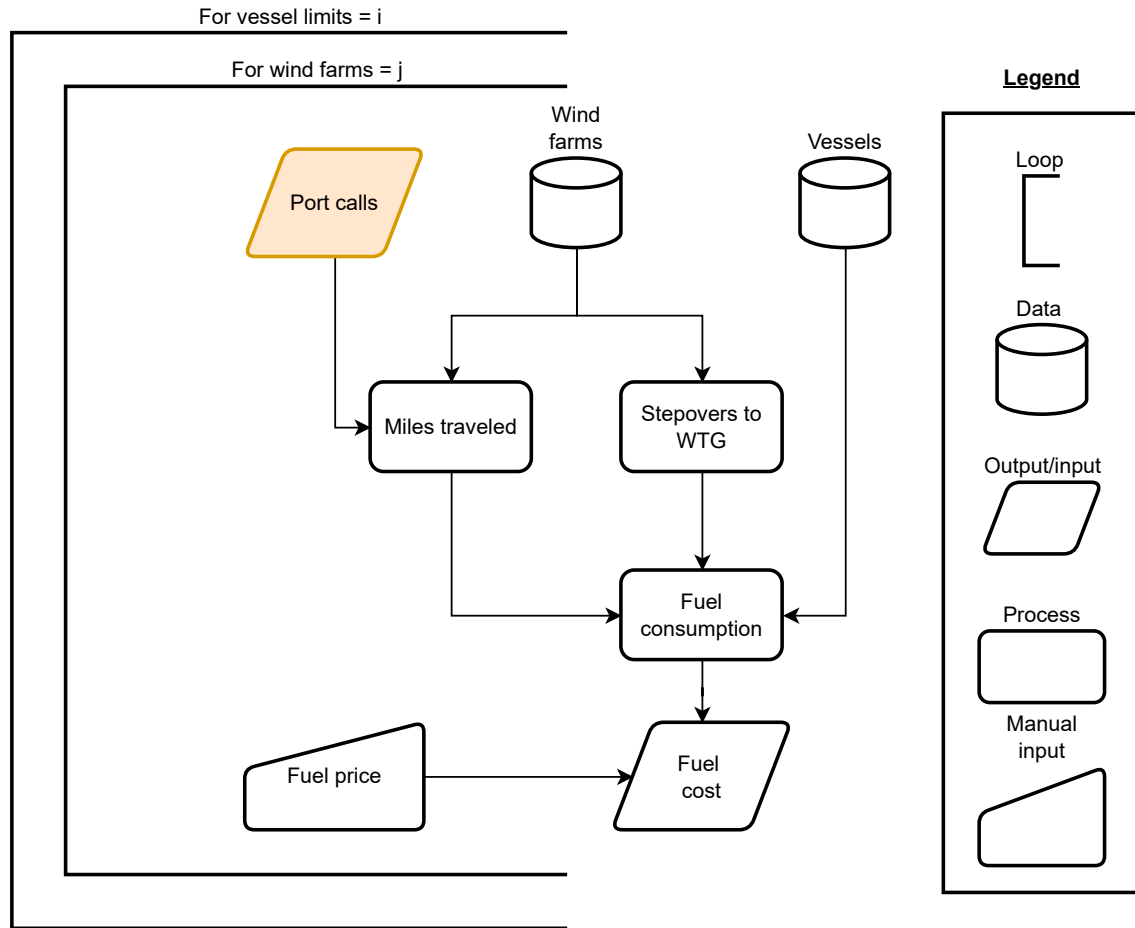 For vessel limits = i
For wind farms = j
Wind
farms
Vessels
Port calls
Miles traveled
Stepovers to
WTG
Fuel
consumption
Fuel price
Fuel
cost
Legend
Loop
Data
Output/input
Process
Manual
input